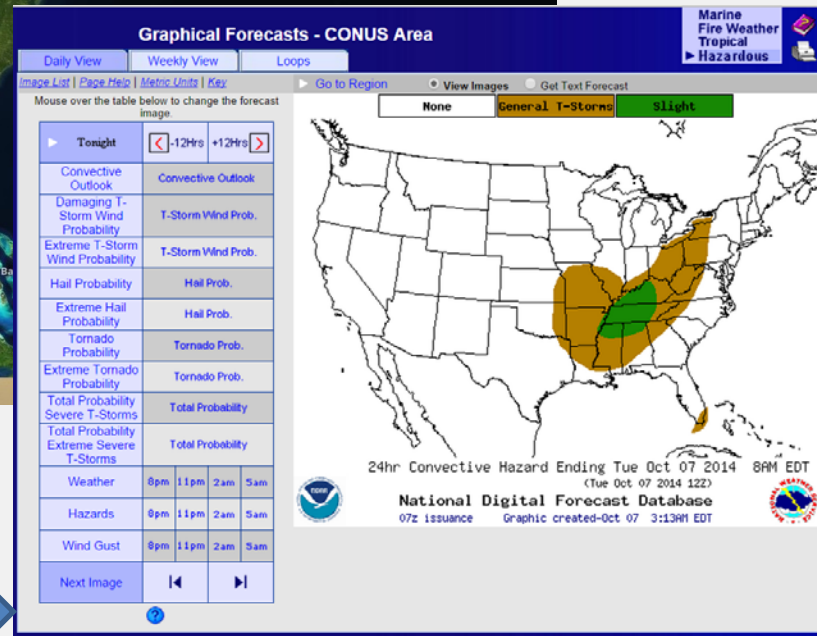 Graphical Forecasts - CONUS Area
Marine
Fire Weather
Tropical
Hazardous
Daily View
Weekly View
Loops
Image List | Page Help | Metric Units | Key
Go to Region
View Images
Get Text Forecast
Mouse over the table below to change the forecast
image.
None
General T-Storms
Slight
Tonight
-12Hrs
+12Hrs
Convective
Outlook
Convective Outlook
Damaging T-
Storm Wind
Probability
T-Storm Wind Prob.
Extreme T-Storm
Wind Probability
T-Storm Wind Prob.
Hail Probability
Hail Prob.
Extreme Hail
Probability
Hail Prob.
Tornado
Probability
Tornado Prob.
Extreme Tornado
Probability
Tornado Prob.
Total Probability
Severe T-Storms
Total Probability
Total Probability
Extreme Severe
T-Storms
Total Probability
Weather
8pm 11pm 2am 5am
Hazards
8pm 11pm 2am 5am
Wind Gust
8pm 11pm 2am 5am
Next Image
24hr Convective Hazard Ending Tue Oct 07 2014 8AM EDT
(Tue Oct 07 2014 12Z)
National Digital Forecast Database
07z issuance Graphic created-Oct 07 3:13AM EDT
Ba